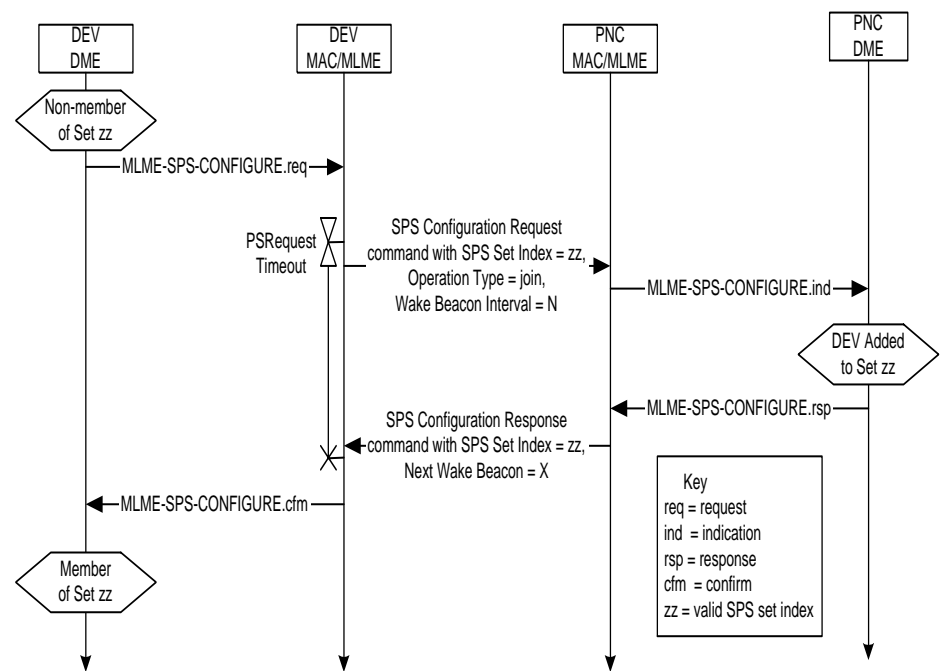 DEV
DME
DEV
MAC/MLME
PNC
MAC/MLME
PNC
DME
Non-member
of Set zz
MLME-SPS-CONFIGURE.req
PSRequest
Timeout
SPS Configuration Request
command with SPS Set Index = zz,
Operation Type = join,
Wake Beacon Interval = N
MLME-SPS-CONFIGURE.ind
DEV Added
to Set zz
MLME-SPS-CONFIGURE.rsp
SPS Configuration Response
command with SPS Set Index = zz,
Next Wake Beacon = X
MLME-SPS-CONFIGURE.cfm
Member
of Set zz
Key
req = request
ind = indication
rsp = response
cfm = confirm
zz = valid SPS set index